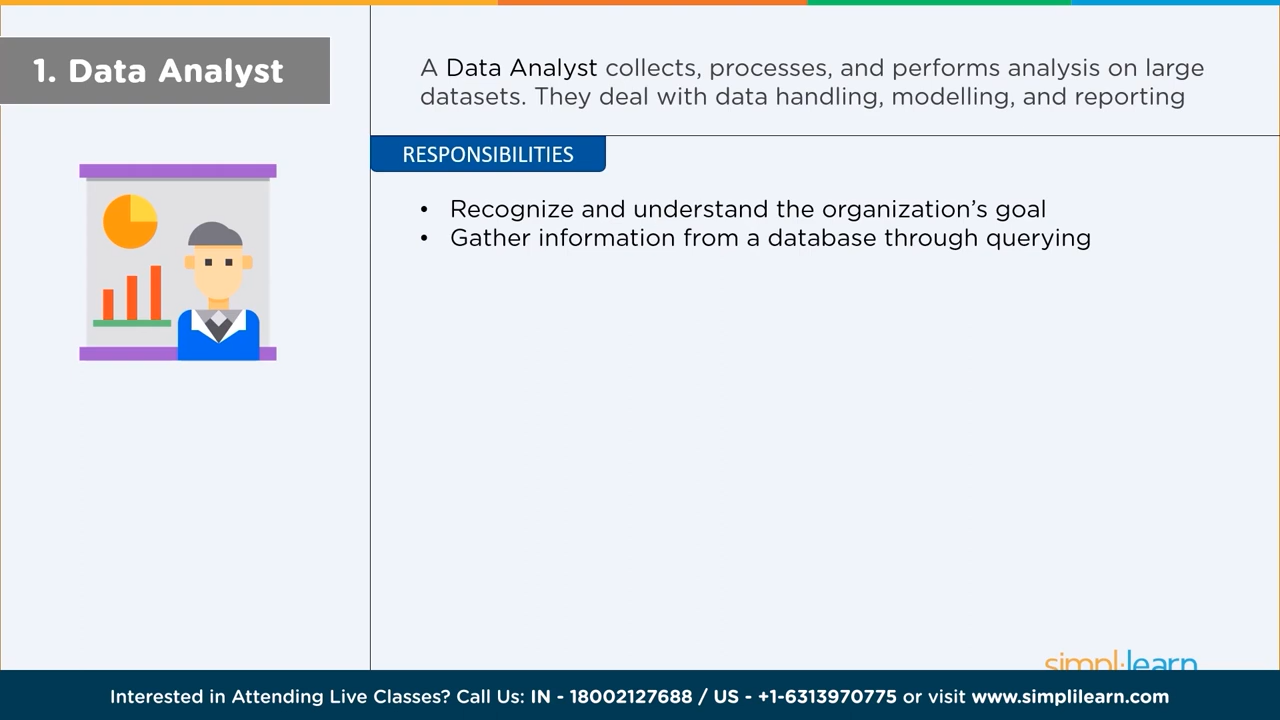 1. Data Analyst
A Data Analyst collects, processes, and performs analysis on large
datasets. They deal with data handling, modelling, and reporting
RESPONSIBILITIES
• Recognize and understand the organization's goal
• Gather information from a database through querying
simplilearn
Interested in Attending Live Classes? Call Us: IN - 18002127688 / US - +1-6313970775 or visit www.simplilearn.com